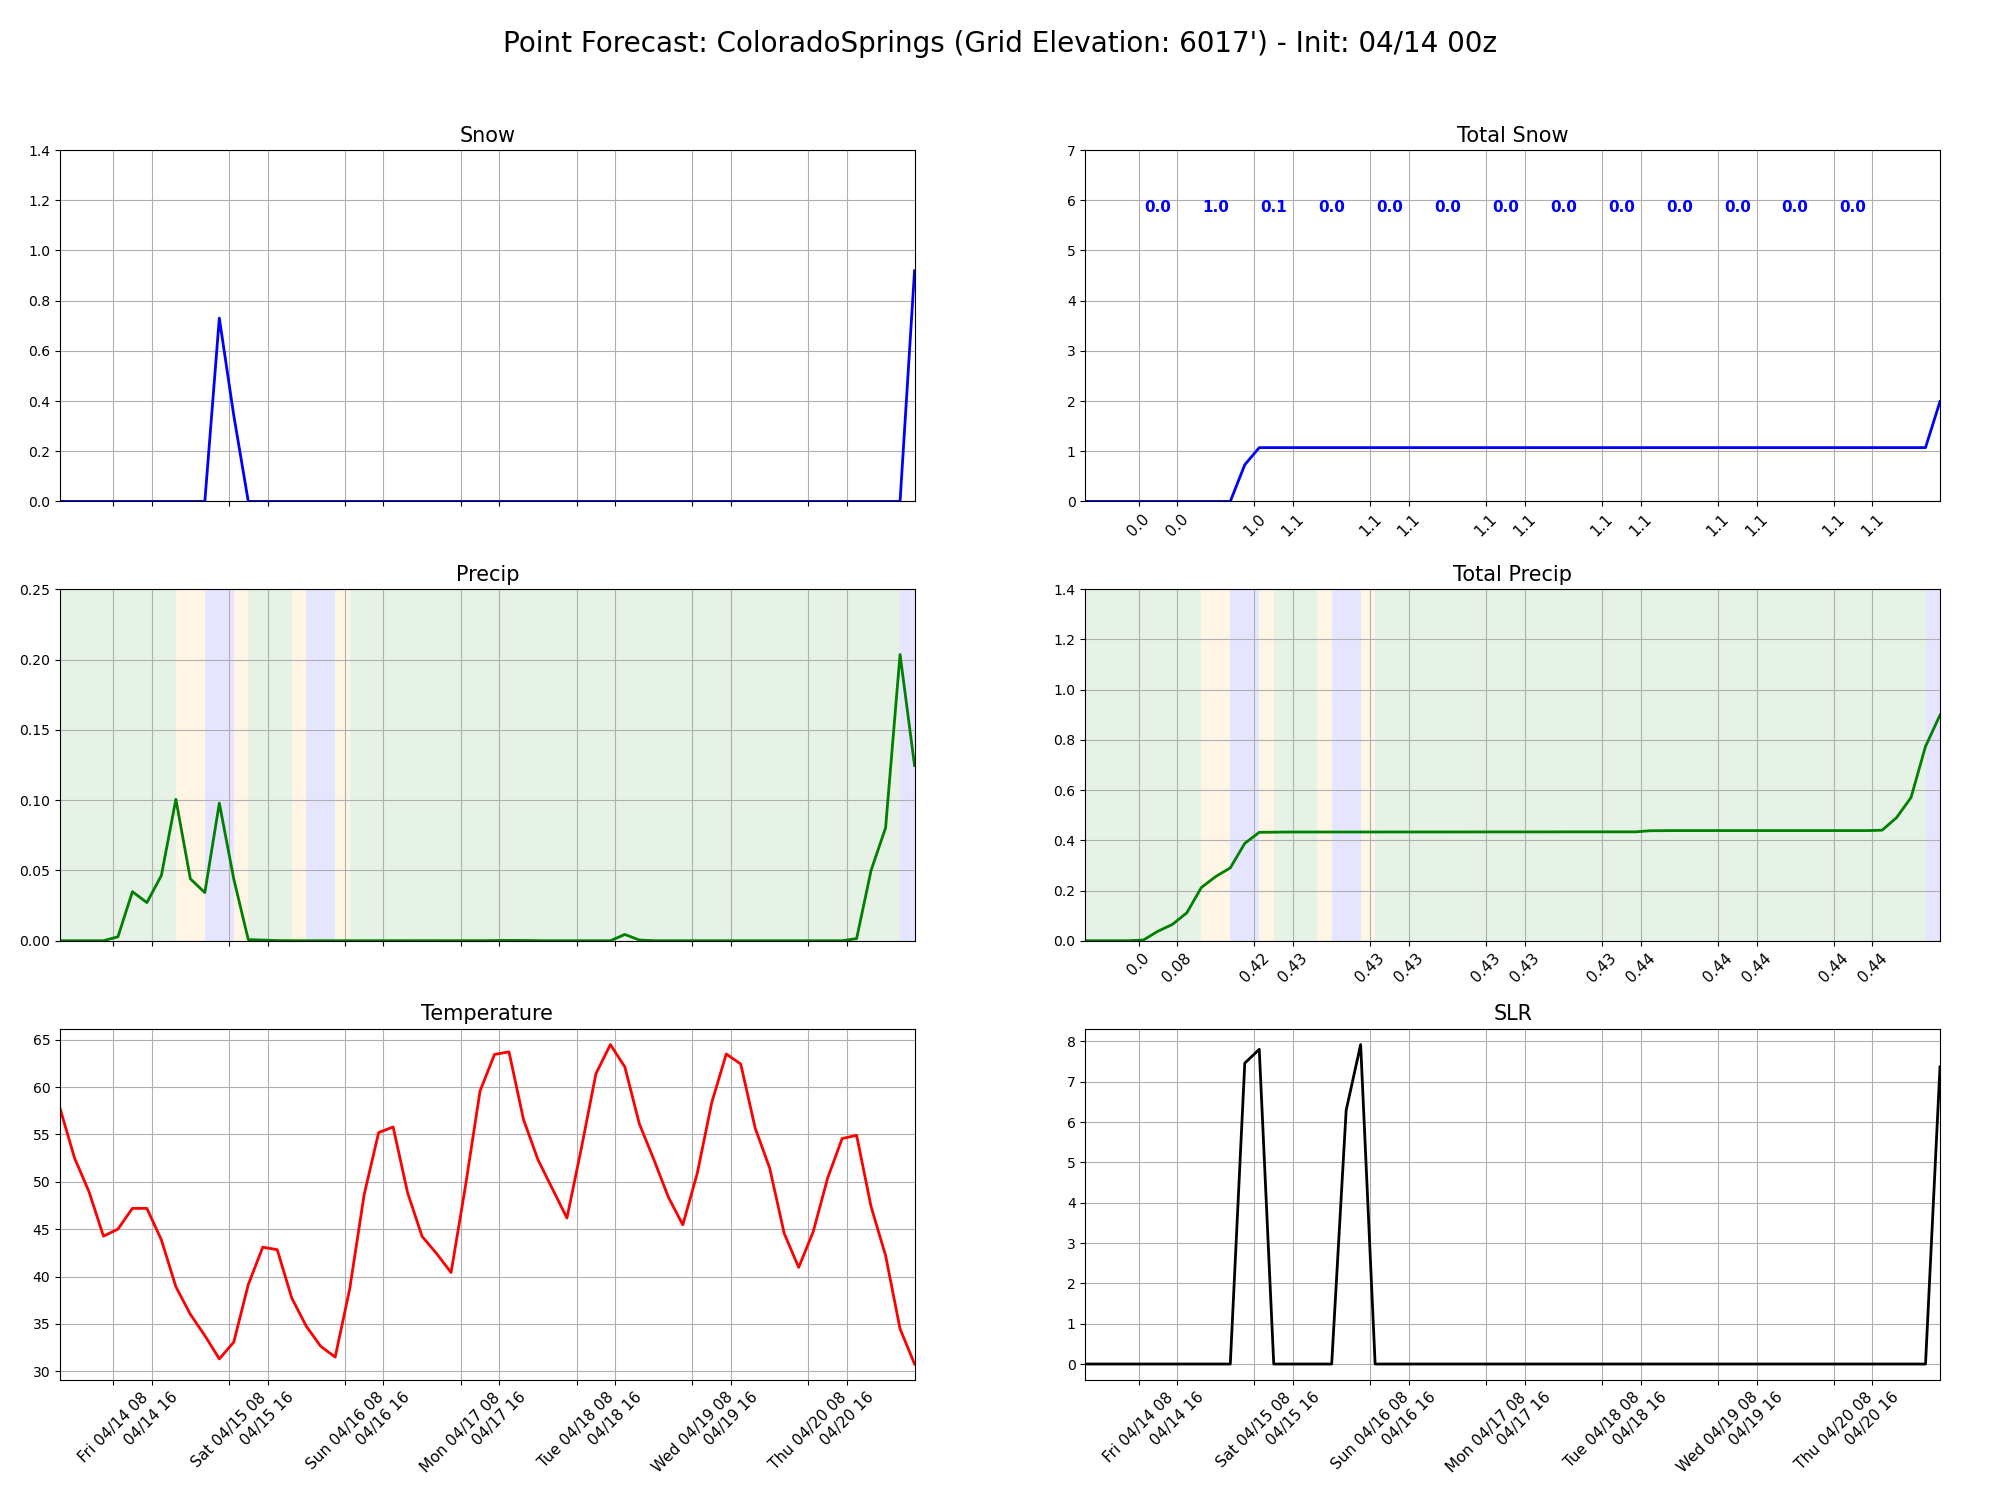 Point Forecast: ColoradoSprings (Grid Elevation: 6017') - Init: 04/14 00z
Snow
1.4
1.2
1.0
0.8
0.6
0.4
0.2
0.0
Total Snow
7
6
5
4
3
2
1
0
0.0 1.0 0.1 0.0 0.0 0.0 0.0 0.0 0.0 0.0 0.0 0.0 0.0
0.0 0.0 1.0 1.1 1.1 1.1 1.1 1.1 1.1 1.1 1.1 1.1 1.1 1.1
Precip
0.25
0.20
0.15
0.10
0.05
0.00
Total Precip
1.4
1.2
1.0
0.8
0.6
0.4
0.2
0.0
0.0 0.08 0.42 0.43 0.43 0.43 0.43 0.43 0.43 0.44 0.44 0.44 0.44 0.44
Temperature
65
60
55
50
45
40
35
30
Fri 04/14 08
04/14 16
Sat 04/15 08
04/15 16
Sun 04/16 08
04/16 16
Mon 04/17 08
04/17 16
Tue 04/18 08
04/18 16
Wed 04/19 08
04/19 16
Thu 04/20 08
04/20 16
SLR
8
7
6
5
4
3
2
1
0
Fri 04/14 08
04/14 16
Sat 04/15 08
04/15 16
Sun 04/16 08
04/16 16
Mon 04/17 08
04/17 16
Tue 04/18 08
04/18 16
Wed 04/19 08
04/19 16
Thu 04/20 08
04/20 16